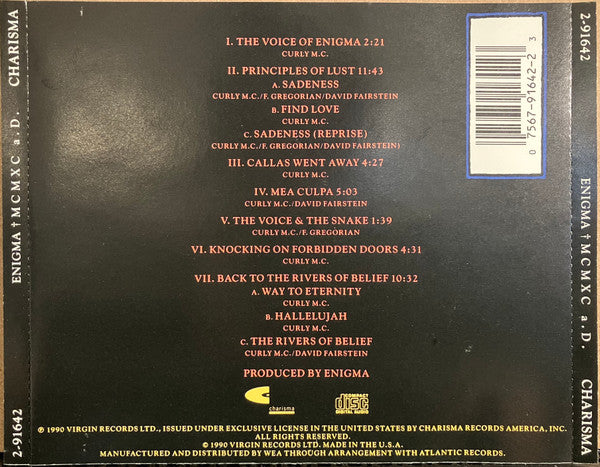 I. THE VOICE OF ENIGMA 2:21
CURLY M.C.
II. PRINCIPLES OF LUST 11:43
A. SADENESS
CURLY M.C./F. GREGORIAN/DAVID FAIRSTEIN
B. FIND LOVE
CURLY M.C.
C. SADENESS (REPRISE)
CURLY M.C./F. GREGORIAN/DAVID FAIRSTEIN)
III. CALLAS WENT AWAY 4:27
CURLY M.C.
IV. MEA CULPA 5:03
CURLY M.C./DAVID FAIRSTEIN
V. THE VOICE & THE SNAKE 1:39
CURLY M.C./F. GREGORIAN
VI. KNOCKING ON FORBIDDEN DOORS 4:31
CURLY M.C.
VII. BACK TO THE RIVERS OF BELIEF 10:32
A. WAY TO ETERNITY
CURLY M.C.
B. HALLELUJAH
CURLY M.C.
C. THE RIVERS OF BELIEF
CURLY M.C./DAVID FAIRSTEIN
PRODUCED BY ENIGMA
charisma
COMPACT
disc
DIGITAL AUDIO
℗ 1990 VIRGIN RECORDS LTD., ISSUED UNDER EXCLUSIVE LICENSE IN THE UNITED STATES BY CHARISMA RECORDS AMERICA, INC.
ALL RIGHTS RESERVED.
© 1990 VIRGIN RECORDS LTD. MADE IN THE U.S.A.
MANUFACTURED AND DISTRIBUTED BY WEA THROUGH ARRANGEMENT WITH ATLANTIC RECORDS.
0 7567-91642-2 3
2-91642 ENIGMA † MCMXC a.D. CHARISMA
2-91642 ENIGMA † MCMXC a.D. CHARISMA